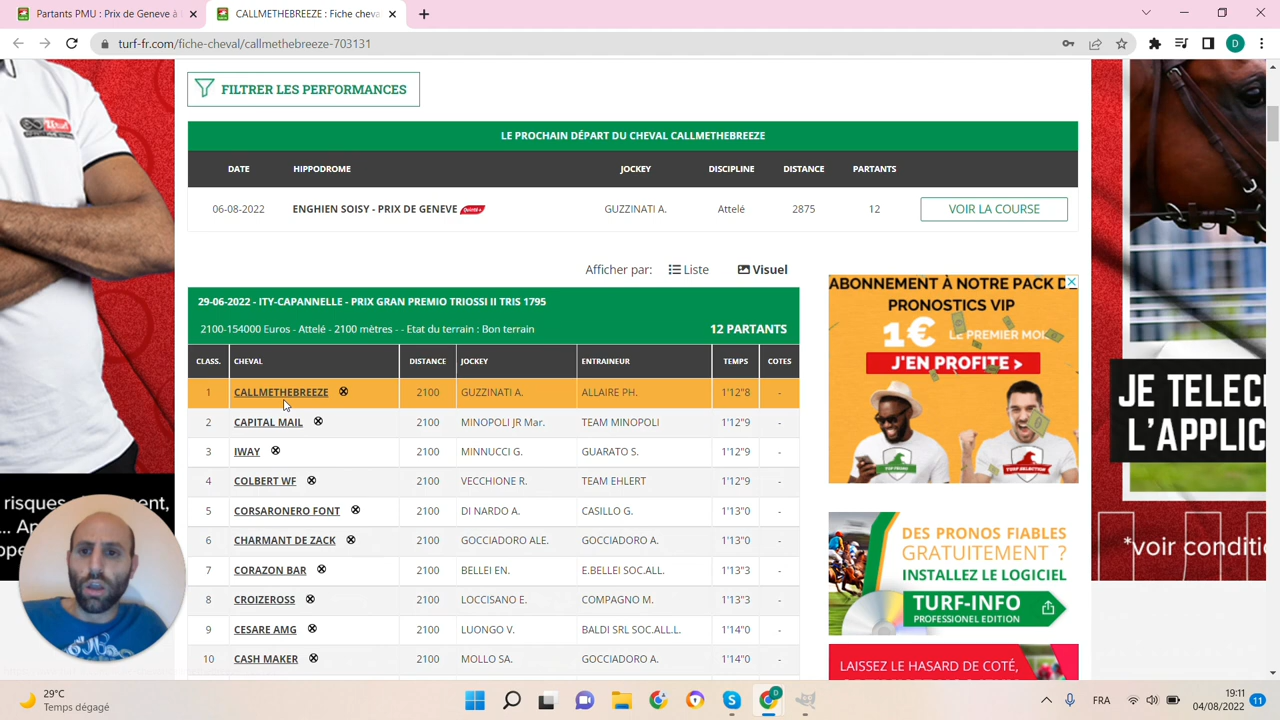 Partants PMU : Prix de Geneve à
CALLMETHEBREEZE : Fiche cheva
turf-fr.com/fiche-cheval/callmethebreeze-703131
D
FILTRER LES PERFORMANCES
LE PROCHAIN DÉPART DU CHEVAL CALLMETHEBREEZE
DATE HIPPODROME JOCKEY DISCIPLINE DISTANCE PARTANTS
06-08-2022 ENGHIEN SOISY - PRIX DE GENEVE GUZZINATI A. Attelé 2875 12 VOIR LA COURSE
Afficher par: Liste Visuel
29-06-2022 - ITY-CAPANNELLE - PRIX GRAN PREMIO TRIOSSI II TRIS 1795
2100-154000 Euros - Attelé - 2100 mètres - - Etat du terrain : Bon terrain 12 PARTANTS
CLASS. CHEVAL DISTANCE JOCKEY ENTRAINEUR TEMPS COTES
1 CALLMETHEBREEZE 2100 GUZZINATI A. ALLAIRE PH. 1'12"8 -
2 CAPITAL MAIL 2100 MINOPOLI JR Mar. TEAM MINOPOLI 1'12"9 -
3 IWAY 2100 MINNUCCI G. GUARATO S. 1'12"9 -
4 COLBERT WF 2100 VECCHIONE R. TEAM EHLERT 1'12"9 -
5 CORSARONERO FONT 2100 DI NARDO A. CASILLO G. 1'13"0 -
6 CHARMANT DE ZACK 2100 GOCCIADORO ALE. GOCCIADORO A. 1'13"0 -
7 CORAZON BAR 2100 BELLEI EN. E.BELLEI SOC.ALL. 1'13"3 -
8 CROIZEROSS 2100 LOCCISANO E. COMPAGNO M. 1'13"3 -
9 CESARE AMG 2100 LUONGO V. BALDI SRL SOC.ALL.L. 1'14"0 -
10 CASH MAKER 2100 MOLLO SA. GOCCIADORO A. 1'14"0 -
ABONNEMENT À NOTRE PACK D
PRONOSTICS VIP
1€ LE PREMIER MOI
J'EN PROFITE >
DES PRONOS FIABLES
GRATUITEMENT ?
INSTALLEZ LE LOGICIEL
TURF-INFO
PROFESSIONEL EDITION
LAISSEZ LE HASARD DE COTÉ,
JE TELECH
L'APPLIC
*voir conditi
risques
29°C
Temps dégagé
FRA
19:11
04/08/2022
11